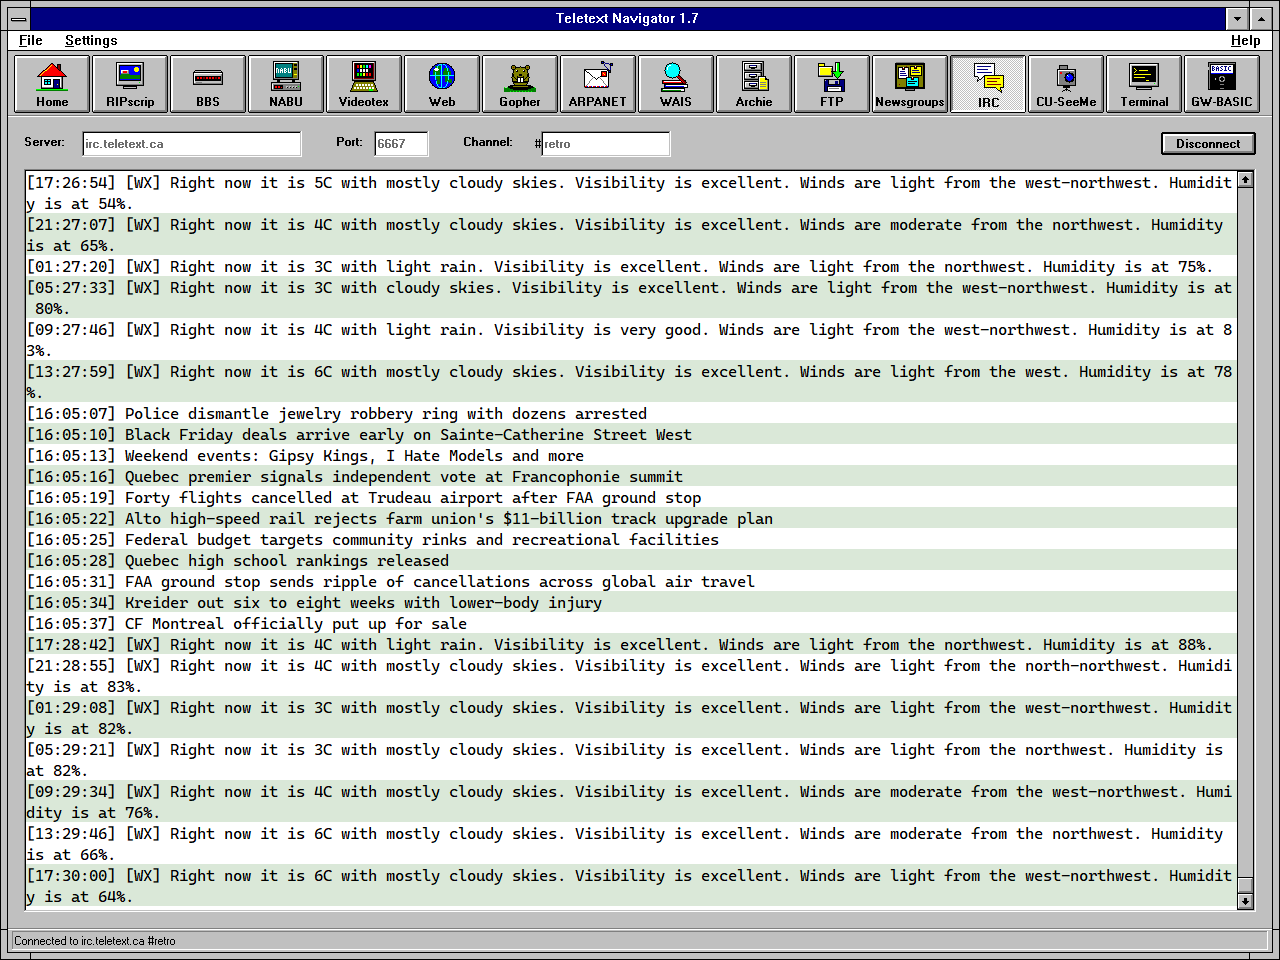 Teletext Navigator 1.7
File Settings Help
Home RIPscrip BBS NABU Videotex Web Gopher ARPANET WAIS Archie FTP Newsgroups IRC CU-SeeMe Terminal GW-BASIC
Server: irc.teletext.ca Port: 6667 Channel: #retro Disconnect
[17:26:54] [WX] Right now it is 5C with mostly cloudy skies. Visibility is excellent. Winds are light from the west-northwest. Humidit
y is at 54%.
[21:27:07] [WX] Right now it is 4C with mostly cloudy skies. Visibility is excellent. Winds are moderate from the northwest. Humidity
is at 65%.
[01:27:20] [WX] Right now it is 3C with light rain. Visibility is excellent. Winds are light from the northwest. Humidity is at 75%.
[05:27:33] [WX] Right now it is 3C with cloudy skies. Visibility is excellent. Winds are light from the west-northwest. Humidity is at
80%.
[09:27:46] [WX] Right now it is 4C with light rain. Visibility is very good. Winds are light from the west-northwest. Humidity is at 8
3%.
[13:27:59] [WX] Right now it is 6C with mostly cloudy skies. Visibility is excellent. Winds are light from the west. Humidity is at 78
%.
[16:05:07] Police dismantle jewelry robbery ring with dozens arrested
[16:05:10] Black Friday deals arrive early on Sainte-Catherine Street West
[16:05:13] Weekend events: Gipsy Kings, I Hate Models and more
[16:05:16] Quebec premier signals independent vote at Francophonie summit
[16:05:19] Forty flights cancelled at Trudeau airport after FAA ground stop
[16:05:22] Alto high-speed rail rejects farm union's $11-billion track upgrade plan
[16:05:25] Federal budget targets community rinks and recreational facilities
[16:05:28] Quebec high school rankings released
[16:05:31] FAA ground stop sends ripple of cancellations across global air travel
[16:05:34] Kreider out six to eight weeks with lower-body injury
[16:05:37] CF Montreal officially put up for sale
[17:28:42] [WX] Right now it is 4C with light rain. Visibility is excellent. Winds are light from the northwest. Humidity is at 88%.
[21:28:55] [WX] Right now it is 4C with mostly cloudy skies. Visibility is excellent. Winds are light from the north-northwest. Humidi
ty is at 83%.
[01:29:08] [WX] Right now it is 3C with mostly cloudy skies. Visibility is excellent. Winds are light from the west-northwest. Humidit
y is at 82%.
[05:29:21] [WX] Right now it is 3C with mostly cloudy skies. Visibility is excellent. Winds are light from the northwest. Humidity is
at 82%.
[09:29:34] [WX] Right now it is 4C with mostly cloudy skies. Visibility is excellent. Winds are moderate from the west-northwest. Humi
dity is at 76%.
[13:29:46] [WX] Right now it is 6C with mostly cloudy skies. Visibility is excellent. Winds are moderate from the northwest. Humidity
is at 66%.
[17:30:00] [WX] Right now it is 6C with mostly cloudy skies. Visibility is excellent. Winds are light from the west-northwest. Humidit
y is at 64%.
Connected to irc.teletext.ca #retro